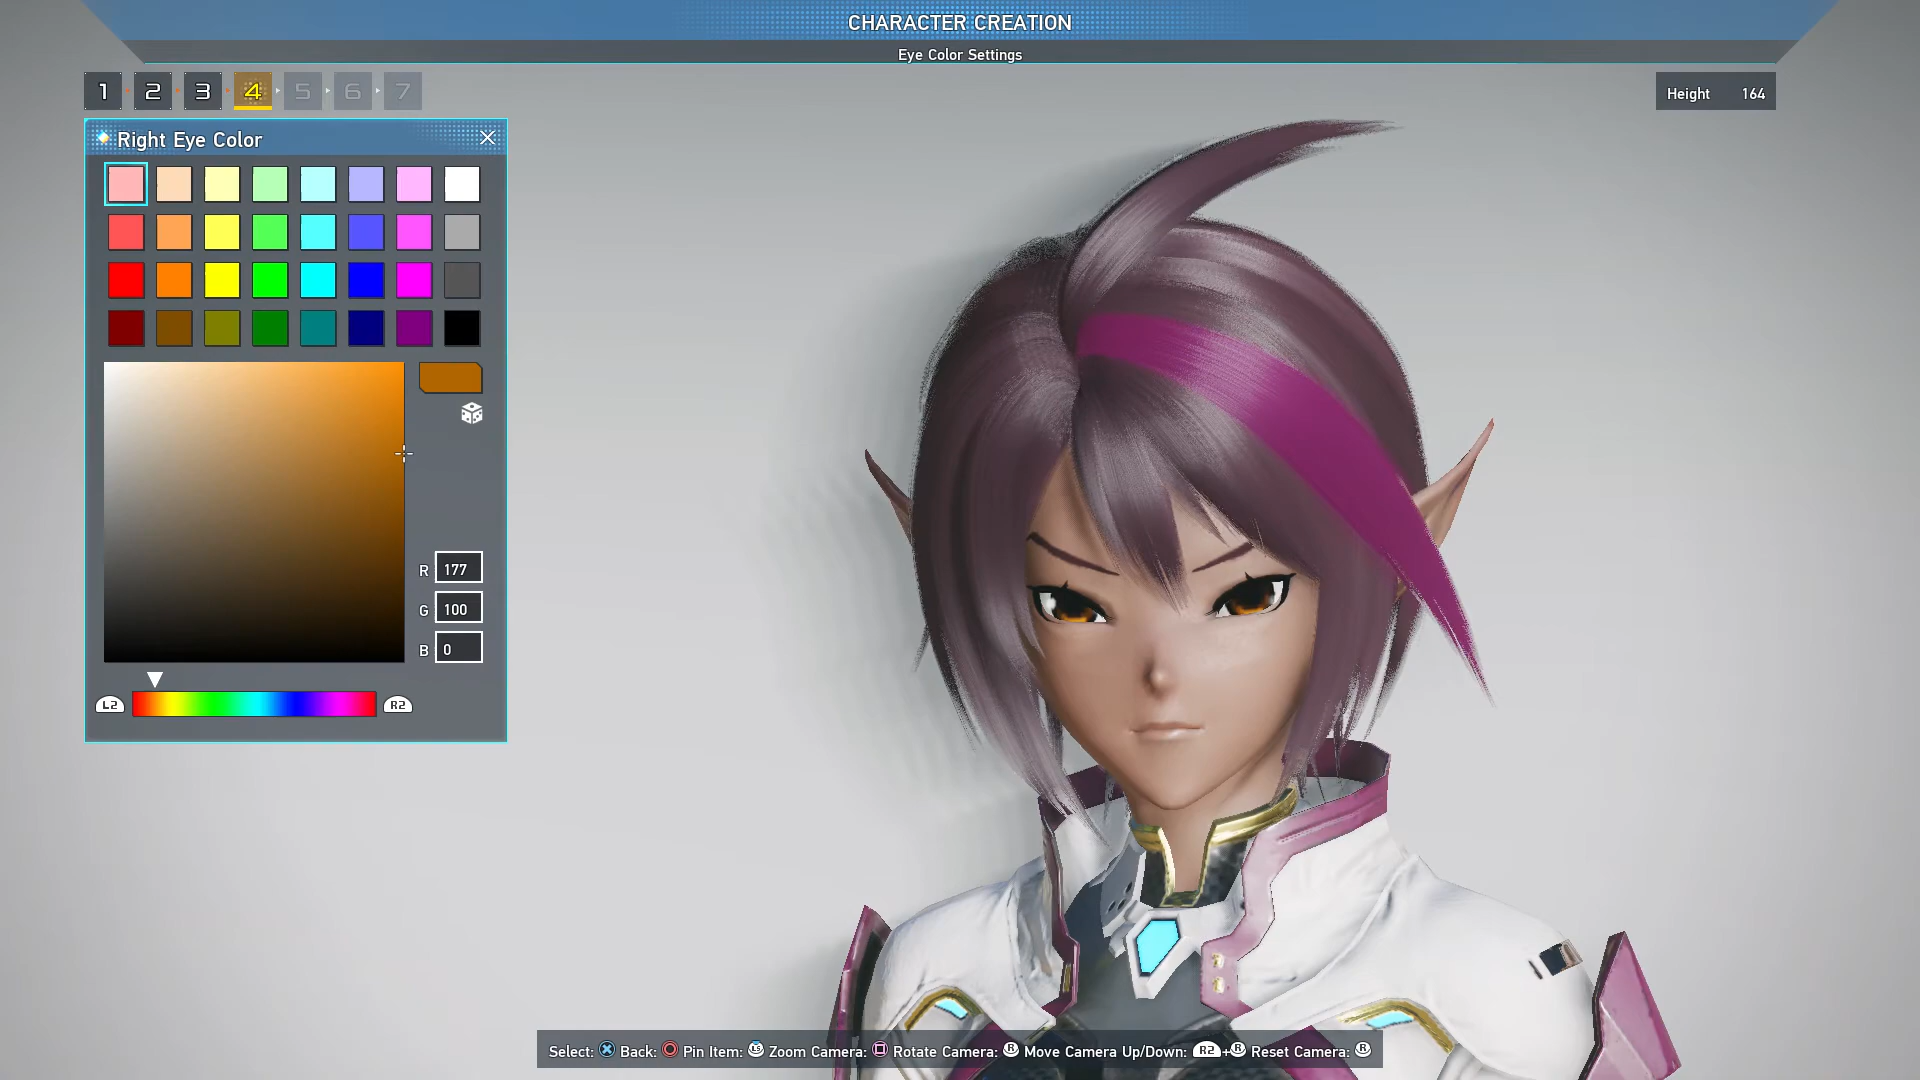 CHARACTER CREATION
Eye Color Settings
1 2 3 4 5 6 7
Height 164
Right Eye Color
R 177
G 100
B 0
L2 R2
Select: Back: Pin Item: LS Zoom Camera: Rotate Camera: R Move Camera Up/Down: R2+R Reset Camera: R